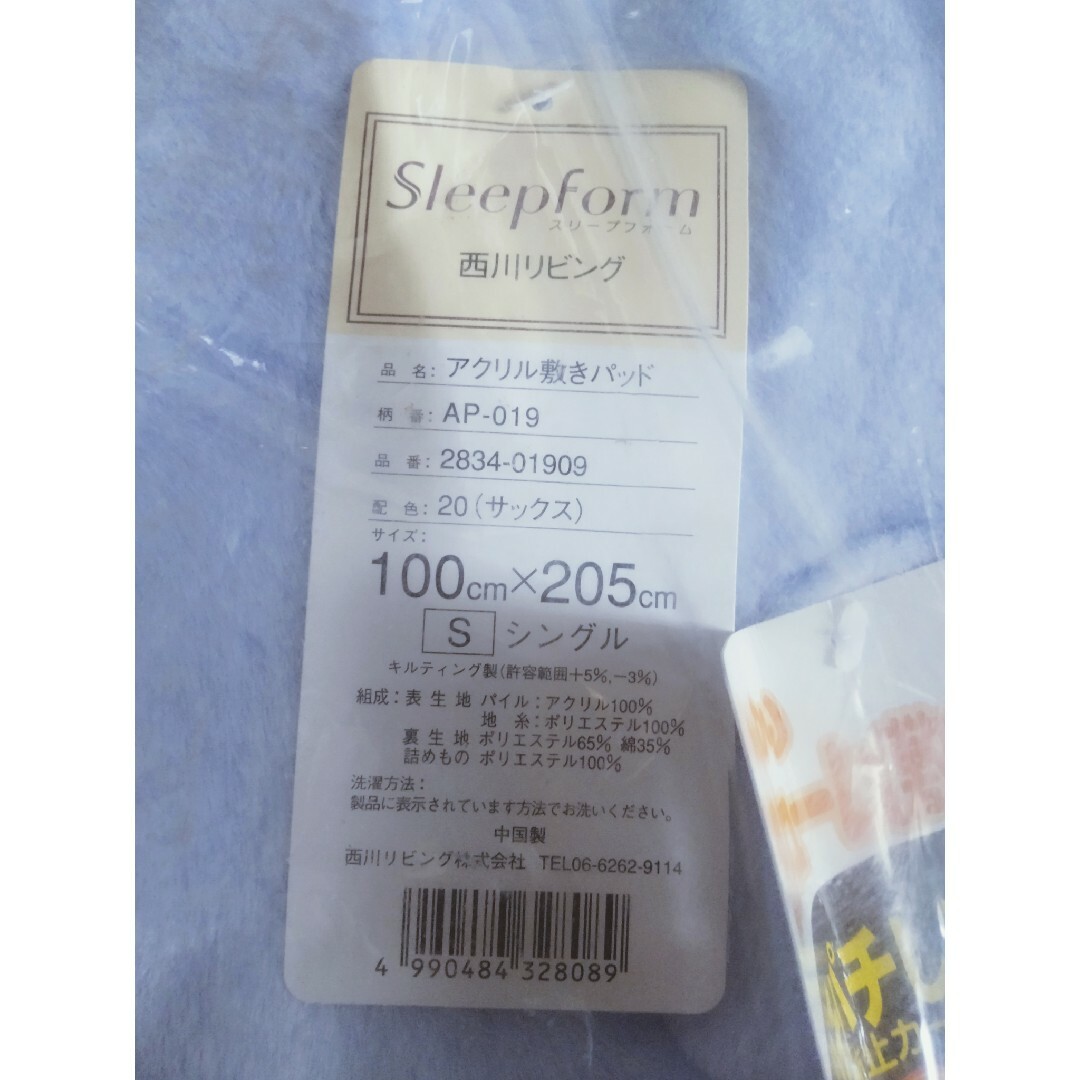 Sleepform
スリープフォーム
西川リビング
品 名：アクリル敷きパッド
柄 番：AP-019
品 番：2834-01909
配 色：20（サックス）
サイズ：
100cm×205cm
S シングル
キルティング製（許容範囲＋5％,－3％）
組成：表 生 地 パイル：アクリル100％
地 糸：ポリエステル100％
裏 生 地 ポリエステル65％ 綿35％
詰めもの ポリエステル100％
洗濯方法：
製品に表示されています方法でお洗いください。
中国製
西川リビング株式会社 TEL06-6262-9114
4 990484 328089
パチ
止カ